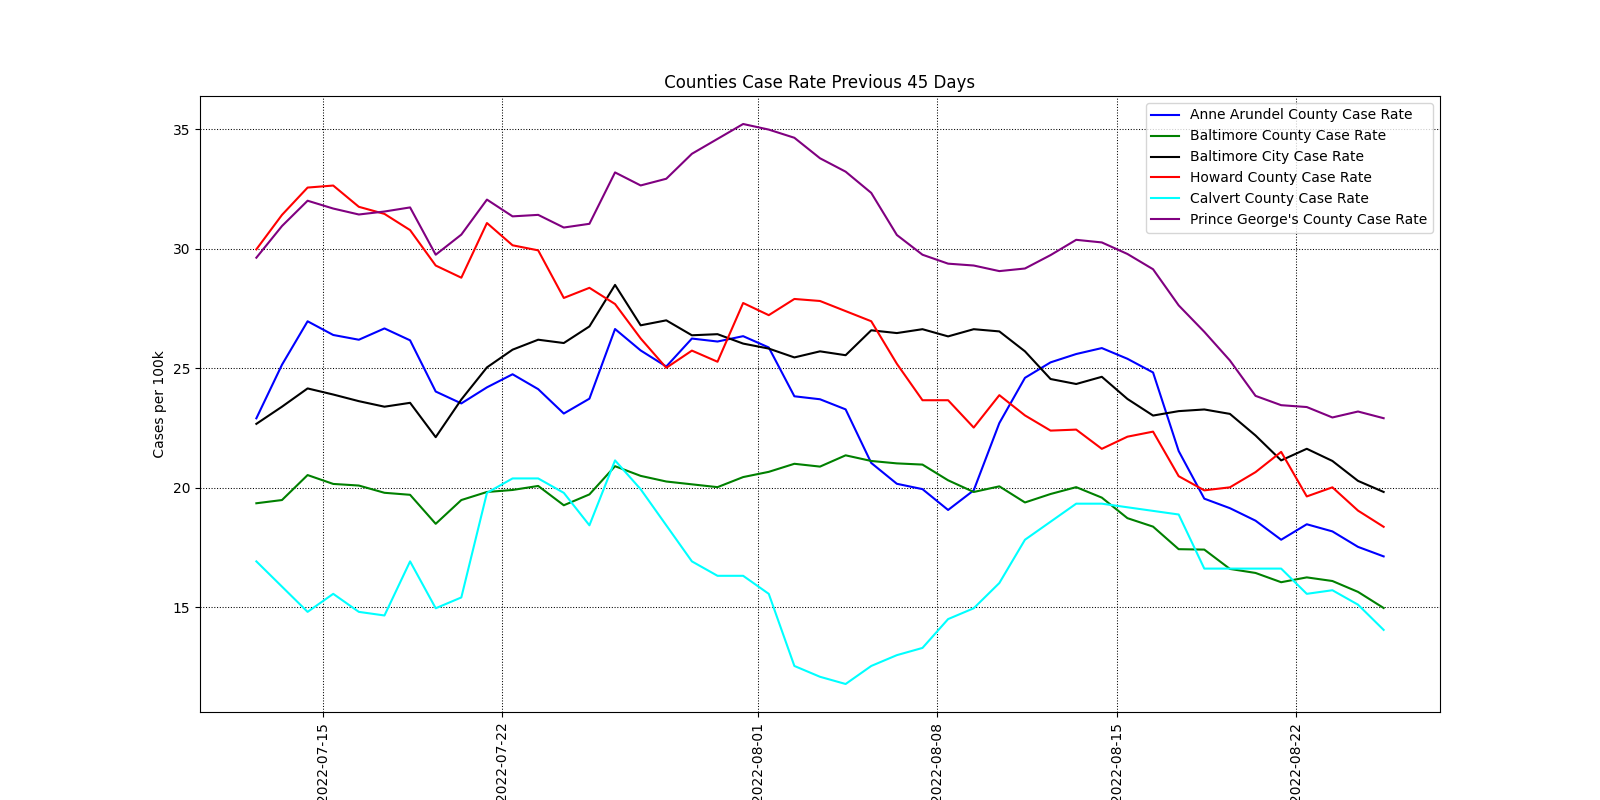 Counties Case Rate Previous 45 Days
Anne Arundel County Case Rate
Baltimore County Case Rate
Baltimore City Case Rate
Howard County Case Rate
Calvert County Case Rate
Prince George's County Case Rate
Cases per 100k
35
30
25
20
15
2022-07-15
2022-07-22
2022-08-01
2022-08-08
2022-08-15
2022-08-22